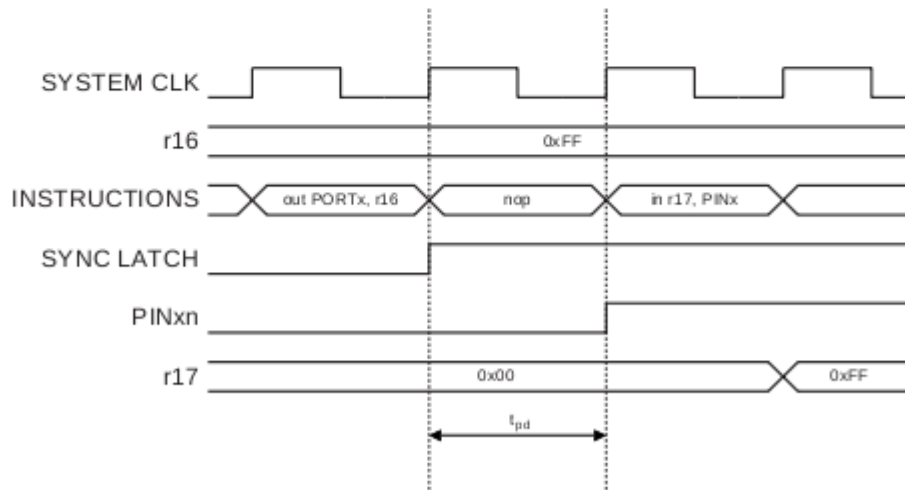 SYSTEM CLK
r16
0xFF
INSTRUCTIONS
out PORTx, r16
nop
in r17, PINx
SYNC LATCH
PINxn
r17
0x00
0xFF
tpd